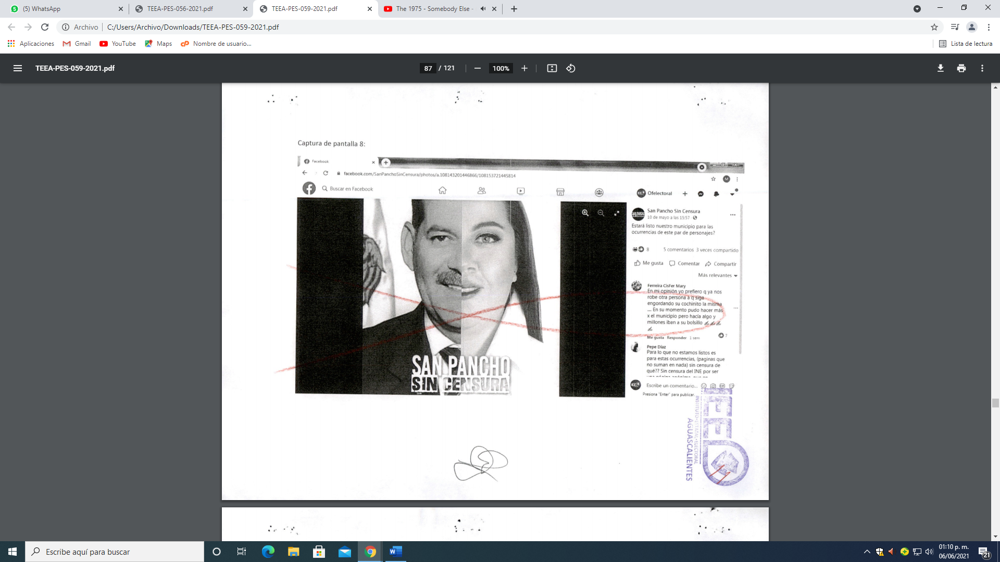 (5) WhatsApp
TEEA-PES-056-2021.pdf
TEEA-PES-059-2021.pdf
The 1975 - Somebody Else -
Archivo
C:/Users/Archivo/Downloads/TEEA-PES-059-2021.pdf
Aplicaciones
Gmail
YouTube
Maps
Nombre de usuario...
Lista de lectura
TEEA-PES-059-2021.pdf
87 / 121
100%
Captura de pantalla 8:
Facebook
facebook.com/SanPanchoSinCensura/photos/a.108143201446866/108153721445814
M
Buscar en Facebook
Ofelectoral
San Pancho Sin Censura
10 de mayo a las 15:57 ·
Estará listo nuestro municipio para las
ocurrencias de este par de personajes?
8
5 comentarios 3 veces compartido
Me gusta
Comentar
Compartir
Más relevantes
Ferreira CisFer Mary
En mi opinión yo prefiero q ya nos
robe otra persona a q siga
engordando su cochinito la misma
.... En su momento pudo hacer más
x el municipio pero hacía algo y
millones iban a su bolsillo
Me gusta Responder 1 sem
7
Pepe Díaz
Para lo que no estamos listos es
para estas ocurrencias, (paginas que
no suman en nada) sin censura de
qué?? Sin censura del INE por ser
una página anónima, que en
Escribe un comentario...
Presiona "Enter" para publicar.
SAN PANCHO
SIN CENSURA
IEE
INSTITUTO·ESTATAL·ELECTORAL
AGUASCALIENTES
Escribe aquí para buscar
01:10 p. m.
06/06/2021
21